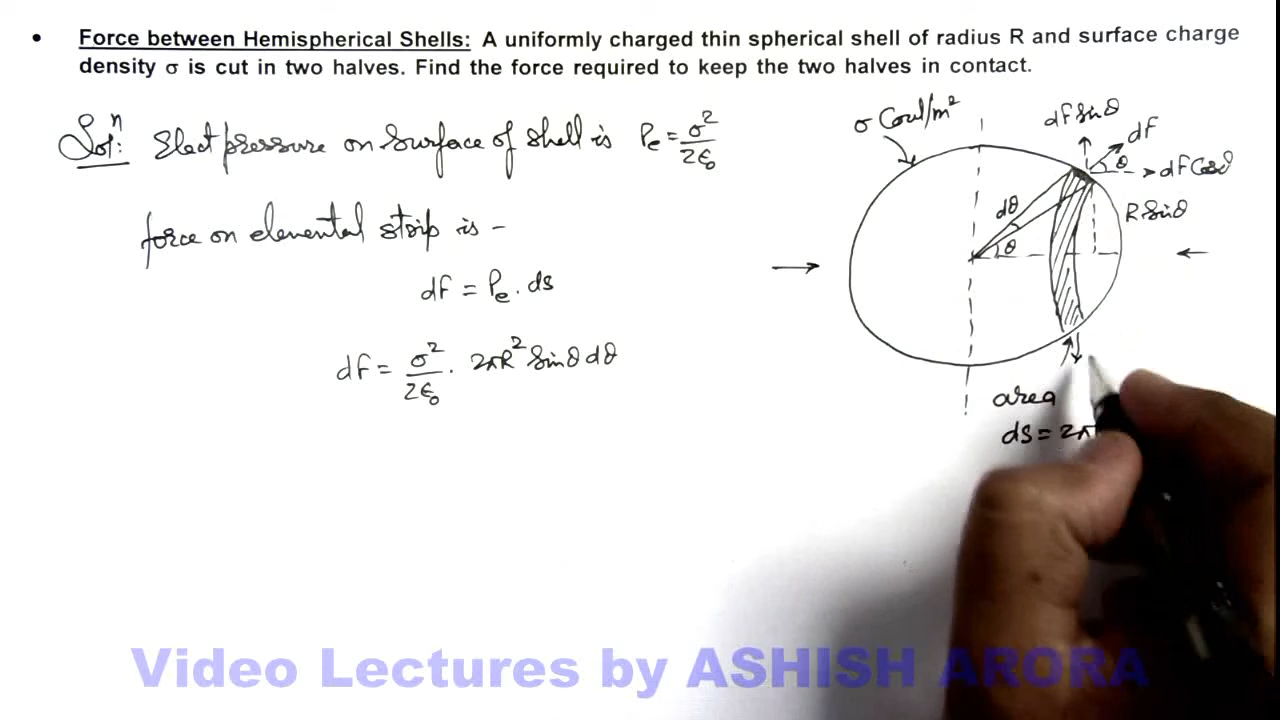 • Force between Hemispherical Shells: A uniformly charged thin spherical shell of radius R and surface charge
density σ is cut in two halves. Find the force required to keep the two halves in contact.
Solⁿ: Elect pressure on surface of shell is Pe = σ²/2ε₀
force on elemental strip is -
df = Pe . ds
df = σ²/2ε₀ . 2πR² Sinθ dθ
σ Coul/m²
dF Sinθ
dF
θ
dF Cosθ
R Sinθ
dθ
θ
area
ds = 2π
Video Lectures by ASHISH ARORA